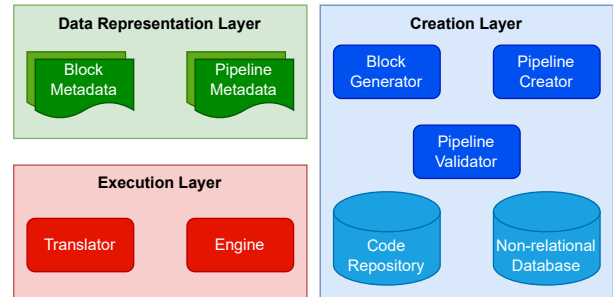 Data Representation Layer
Block
Metadata
Pipeline
Metadata
Execution Layer
Translator
Engine
Creation Layer
Block
Generator
Pipeline
Creator
Pipeline
Validator
Code
Repository
Non-relational
Database